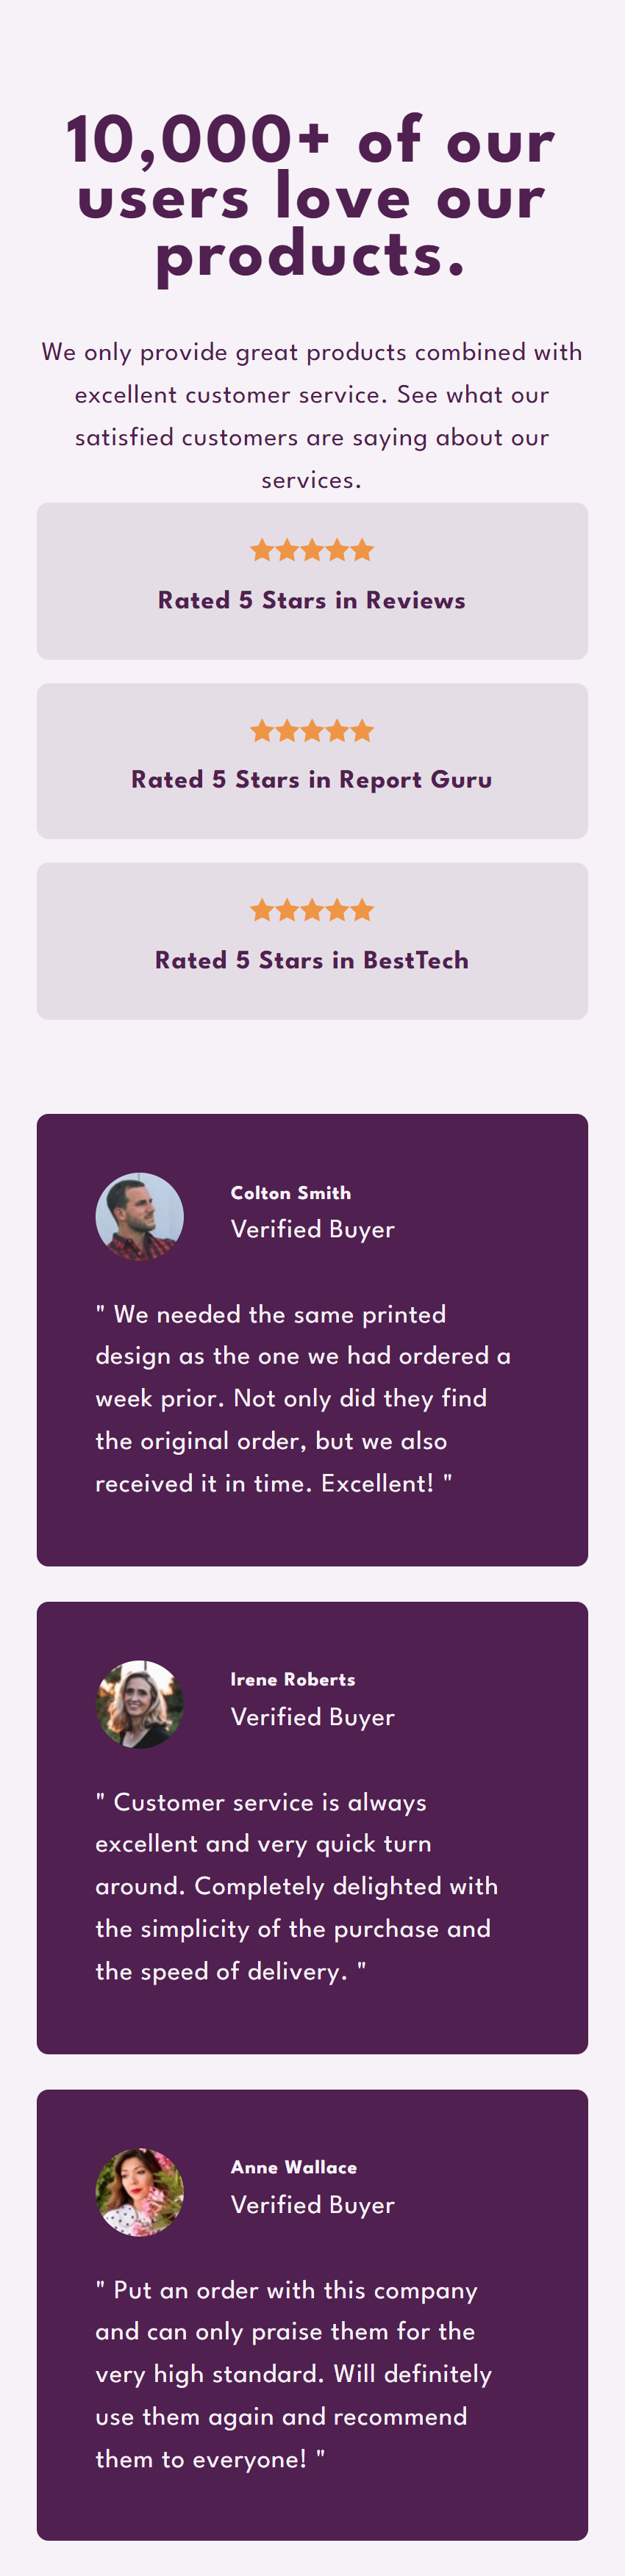 10,000+ of our
users love our
products.
We only provide great products combined with
excellent customer service. See what our
satisfied customers are saying about our
services.
Rated 5 Stars in Reviews
Rated 5 Stars in Report Guru
Rated 5 Stars in BestTech
Colton Smith
Verified Buyer
" We needed the same printed
design as the one we had ordered a
week prior. Not only did they find
the original order, but we also
received it in time. Excellent! "
Irene Roberts
Verified Buyer
" Customer service is always
excellent and very quick turn
around. Completely delighted with
the simplicity of the purchase and
the speed of delivery. "
Anne Wallace
Verified Buyer
" Put an order with this company
and can only praise them for the
very high standard. Will definitely
use them again and recommend
them to everyone! "